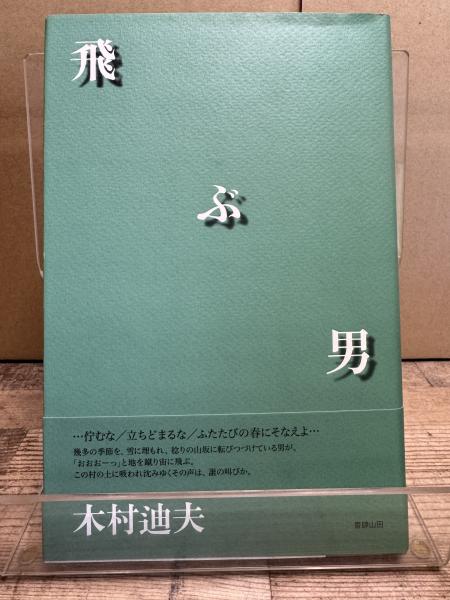 飛
ぶ
男
…佇むな／立ちどまるな／ふたたびの春にそなえよ…
幾多の季節を、雪に埋もれ、捻りの山坂に転びつづけている男が、
「おおおーっ」と地を蹴り宙に飛ぶ。
この村の土に吸われ沈みゆくその声は、誰の叫びか。
木村迪夫
書肆山田